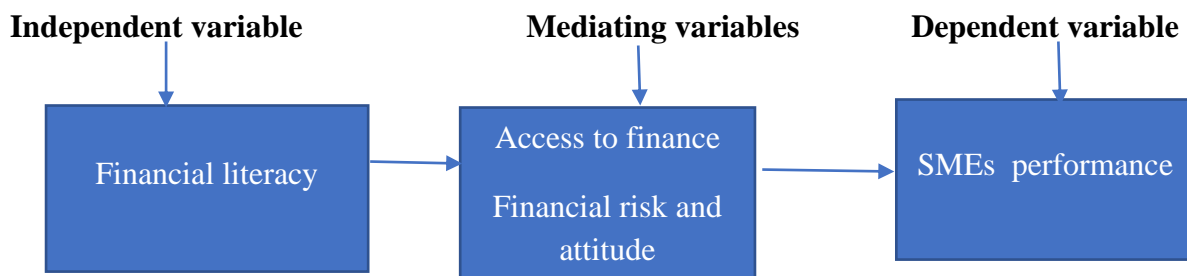 Independent variable
Mediating variables
Dependent variable
Financial literacy
Access to finance
Financial risk and
attitude
SMEs performance